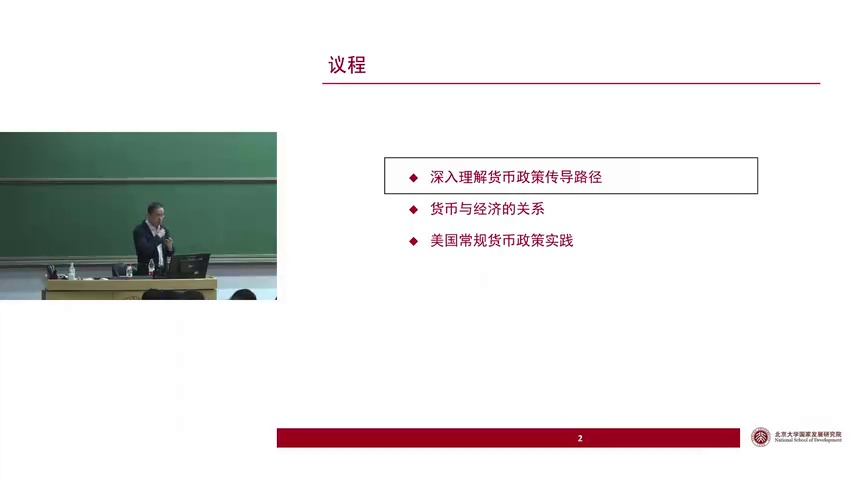 议程
深入理解货币政策传导路径
货币与经济的关系
美国常规货币政策实践
2
北京大学国家发展研究院
National School of Development